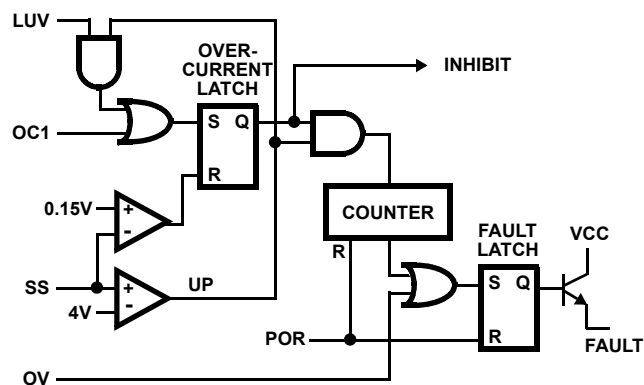 LUV
OVER-
CURRENT
LATCH
INHIBIT
S Q
OC1
R
0.15V
+
-
COUNTER
R
FAULT
LATCH
VCC
SS
+
-
4V
UP
S Q
POR
R
FAULT
OV